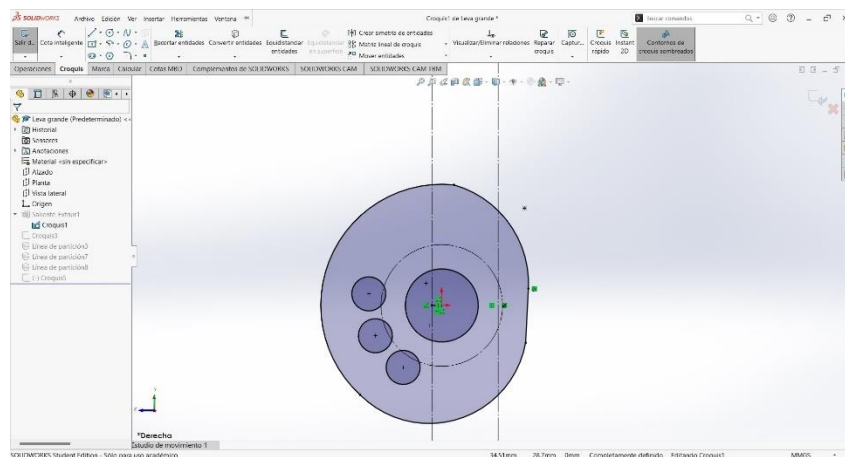 SOLIDWORKS Archivo Edición Ver Insertar Herramientas Ventana Croquis1 de Leva grande *
Buscar comandos
Salir d... Cota inteligente Recortar entidades Convertir entidades Equidistanciar entidades Equidistanciar en superficie
Crear simetría de entidades
Matriz lineal de croquis
Mover entidades
Visualizar/Eliminar relaciones Reparar croquis Captur... Croquis rápido Instant 2D Contornos de croquis sombreados
Operaciones Croquis Marca Calcular Cotas MBD Complementos de SOLIDWORKS SOLIDWORKS CAM SOLIDWORKS CAM TBM
Leva grande (Predeterminado) <<
Historial
Sensores
Anotaciones
Material <sin especificar>
Alzado
Planta
Vista lateral
Origen
Saliente-Extruir1
Croquis1
Croquis3
Línea de partición3
Línea de partición7
Línea de partición8
(-) Croquis5
*Derecha
Estudio de movimiento 1
SOLIDWORKS Student Edition - Sólo para uso académico. 34.51mm 28.7mm 0mm Completamente definido Editando Croquis1 MMGS